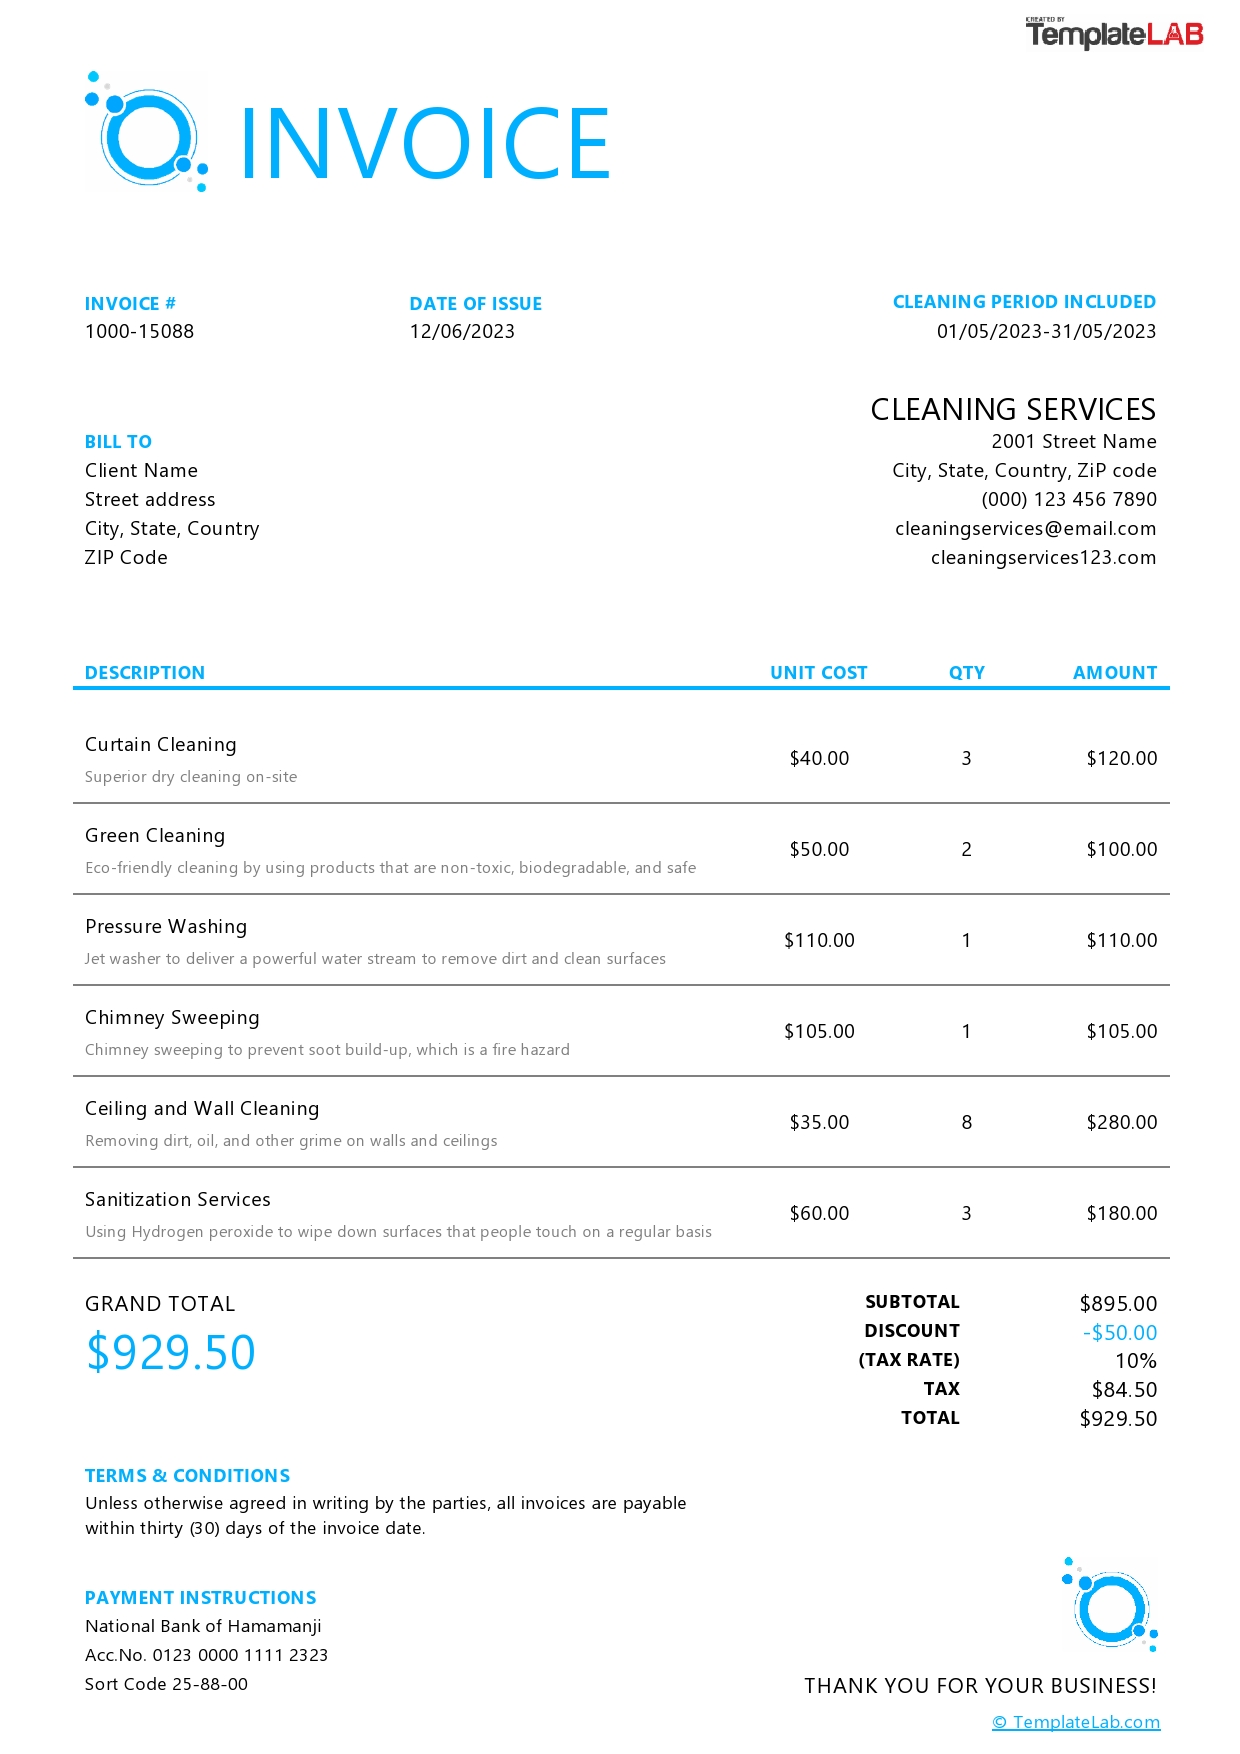 CREATED BY
TemplateLAB
INVOICE
INVOICE # DATE OF ISSUE CLEANING PERIOD INCLUDED
1000-15088 12/06/2023 01/05/2023-31/05/2023
CLEANING SERVICES
BILL TO 2001 Street Name
Client Name City, State, Country, ZiP code
Street address (000) 123 456 7890
City, State, Country cleaningservices@email.com
ZIP Code cleaningservices123.com
DESCRIPTION UNIT COST QTY AMOUNT
Curtain Cleaning
Superior dry cleaning on-site
$40.00 3 $120.00
Green Cleaning
Eco-friendly cleaning by using products that are non-toxic, biodegradable, and safe
$50.00 2 $100.00
Pressure Washing
Jet washer to deliver a powerful water stream to remove dirt and clean surfaces
$110.00 1 $110.00
Chimney Sweeping
Chimney sweeping to prevent soot build-up, which is a fire hazard
$105.00 1 $105.00
Ceiling and Wall Cleaning
Removing dirt, oil, and other grime on walls and ceilings
$35.00 8 $280.00
Sanitization Services
Using Hydrogen peroxide to wipe down surfaces that people touch on a regular basis
$60.00 3 $180.00
GRAND TOTAL
$929.50
SUBTOTAL $895.00
DISCOUNT -$50.00
(TAX RATE) 10%
TAX $84.50
TOTAL $929.50
TERMS & CONDITIONS
Unless otherwise agreed in writing by the parties, all invoices are payable
within thirty (30) days of the invoice date.
PAYMENT INSTRUCTIONS
National Bank of Hamamanji
Acc.No. 0123 0000 1111 2323
Sort Code 25-88-00
THANK YOU FOR YOUR BUSINESS!
© TemplateLab.com